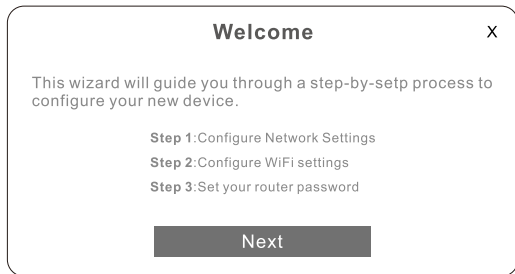 Welcome
X
This wizard will guide you through a step-by-setp process to
configure your new device.
Step 1:Configure Network Settings
Step 2:Configure WiFi settings
Step 3:Set your router password
Next